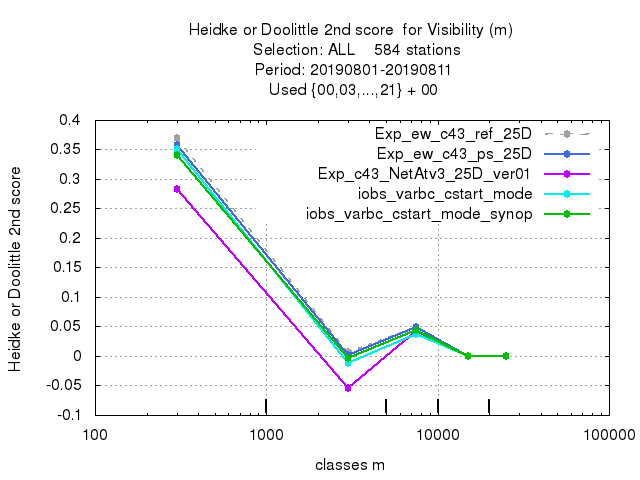 Heidke or Doolittle 2nd score  for Visibility (m)
Selection: ALL    584 stations
Period: 20190801-20190811
Used {00,03,...,21} + 00
Heidke or Doolittle 2nd score
0.4
0.35
0.3
0.25
0.2
0.15
0.1
0.05
0
-0.05
-0.1
Exp_ew_c43_ref_25D
Exp_ew_c43_ps_25D
Exp_c43_NetAtv3_25D_ver01
iobs_varbc_cstart_mode
iobs_varbc_cstart_mode_synop
100 1000 10000 100000
classes m